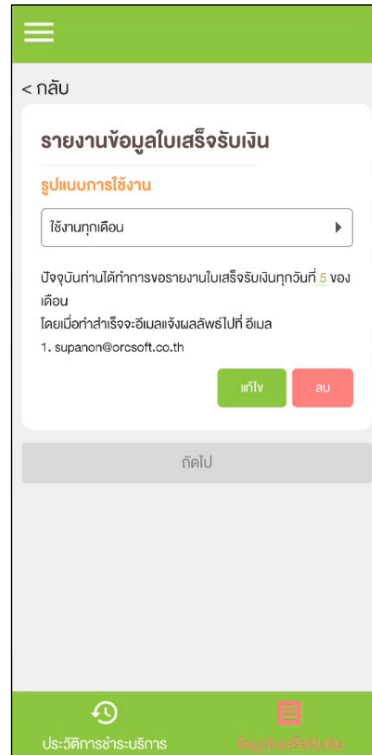 < กลับ
รายงานข้อมูลใบเสร็จรับเงิน
รูปแบบการใช้งาน
ใช้งานทุกเดือน
ปัจจุบันท่านได้ทำการขอรายงานใบเสร็จรับเงินทุกวันที่ 5 ของ
เดือน
โดยเมื่อทำสำเร็จจะอีเมลแจ้งผลลัพธ์ไปที่ อีเมล
1. supanon@orcsoft.co.th
แก้ไข ลบ
ถัดไป
ประวัติการชำระบริการ ข้อมูลใบเสร็จรับเงิน